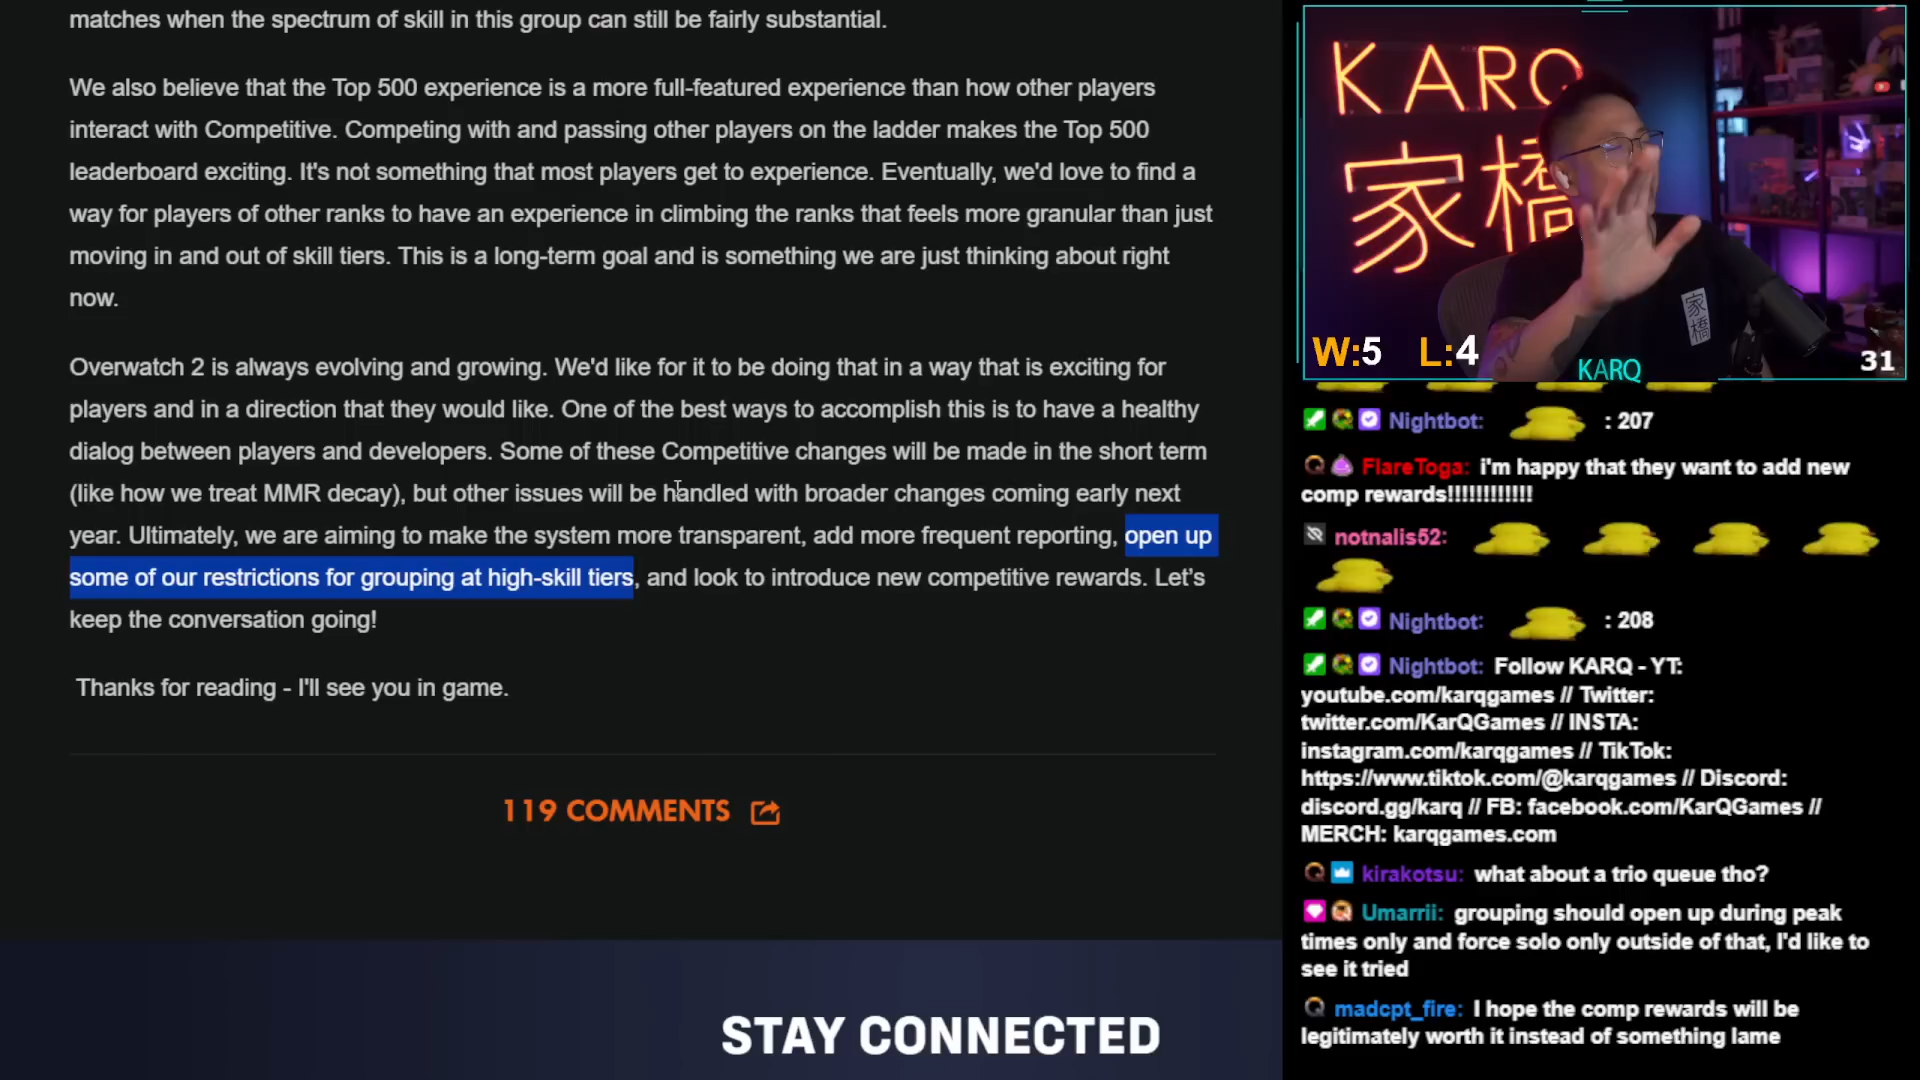 matches when the spectrum of skill in this group can still be fairly substantial.
We also believe that the Top 500 experience is a more full-featured experience than how other players
interact with Competitive. Competing with and passing other players on the ladder makes the Top 500
leaderboard exciting. It's not something that most players get to experience. Eventually, we'd love to find a
way for players of other ranks to have an experience in climbing the ranks that feels more granular than just
moving in and out of skill tiers. This is a long-term goal and is something we are just thinking about right
now.
Overwatch 2 is always evolving and growing. We'd like for it to be doing that in a way that is exciting for
players and in a direction that they would like. One of the best ways to accomplish this is to have a healthy
dialog between players and developers. Some of these Competitive changes will be made in the short term
(like how we treat MMR decay), but other issues will be handled with broader changes coming early next
year. Ultimately, we are aiming to make the system more transparent, add more frequent reporting, open up
some of our restrictions for grouping at high-skill tiers, and look to introduce new competitive rewards. Let's
keep the conversation going!
Thanks for reading - I'll see you in game.
119 COMMENTS
STAY CONNECTED
KARQ
家橋
家橋
W:5 L:4
KARQ
31
Nightbot: : 207
FlareToga: i'm happy that they want to add new
comp rewards!!!!!!!!!!!!
notnalis52:
Nightbot: : 208
Nightbot: Follow KARQ - YT:
youtube.com/karqgames // Twitter:
twitter.com/KarQGames // INSTA:
instagram.com/karqgames // TikTok:
https://www.tiktok.com/@karqgames // Discord:
discord.gg/karq // FB: facebook.com/KarQGames //
MERCH: karqgames.com
kirakotsu: what about a trio queue tho?
Umarrii: grouping should open up during peak
times only and force solo only outside of that, I'd like to
see it tried
madcpt_fire: I hope the comp rewards will be
legitimately worth it instead of something lame